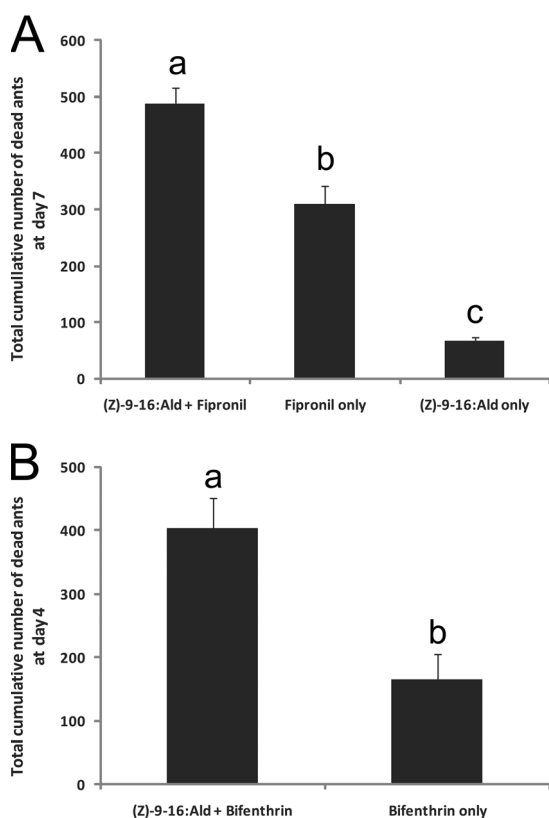 A
Total cumullative number of dead ants
at day 7
600
500
400
300
200
100
0
a
b
c
(Z)-9-16:Ald + Fipronil
Fipronil only
(Z)-9-16:Ald only
B
Total cumulative number of dead ants
at day 4
500
400
300
200
100
0
a
b
(Z)-9-16:Ald + Bifenthrin
Bifenthrin only